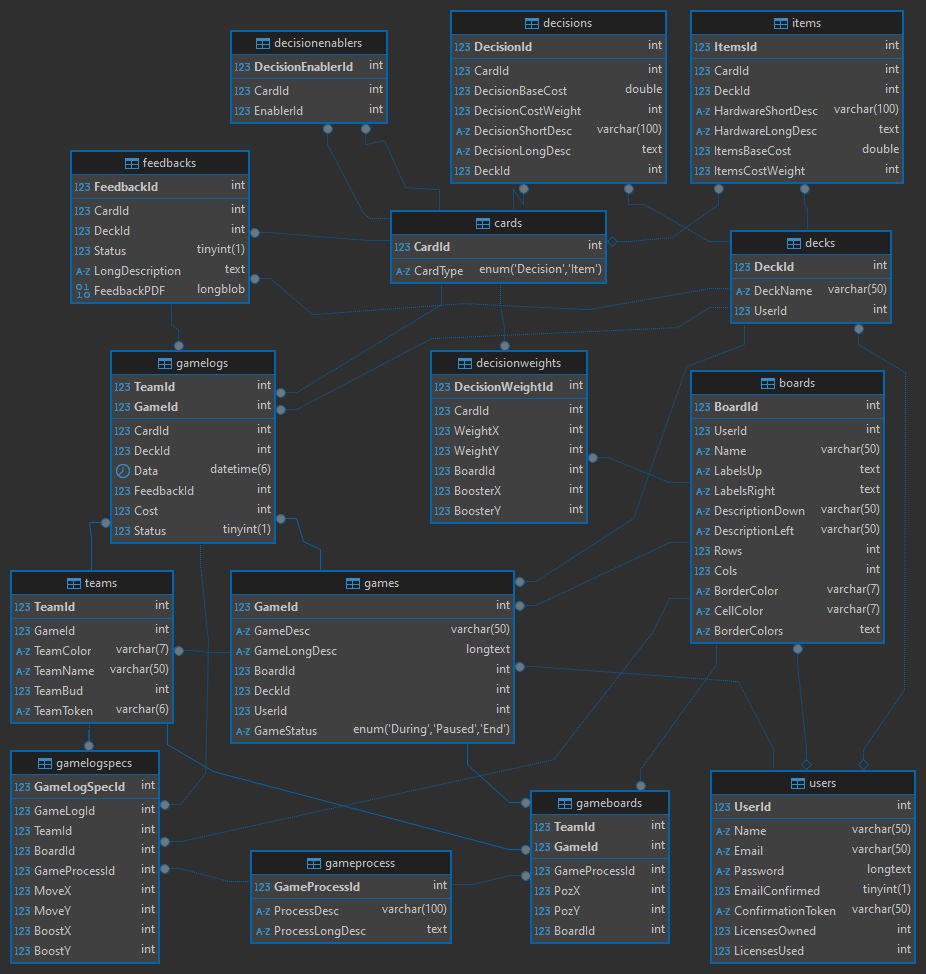 decisionenablers
123 DecisionEnablerId int
123 CardId int
123 EnablerId int
decisions
123 DecisionId int
123 CardId int
123 DecisionBaseCost double
123 DecisionCostWeight int
A-Z DecisionShortDesc varchar(100)
A-Z DecisionLongDesc text
123 DeckId int
items
123 ItemsId int
123 CardId int
123 DeckId int
A-Z HardwareShortDesc varchar(100)
A-Z HardwareLongDesc text
123 ItemsBaseCost double
123 ItemsCostWeight int
feedbacks
123 FeedbackId int
123 CardId int
123 DeckId int
123 Status tinyint(1)
A-Z LongDescription text
0110 FeedbackPDF longblob
cards
123 CardId int
A-Z CardType enum('Decision','Item')
decks
123 DeckId int
A-Z DeckName varchar(50)
123 UserId int
gamelogs
123 TeamId int
123 GameId int
123 CardId int
123 DeckId int
Data datetime(6)
123 FeedbackId int
123 Cost int
123 Status tinyint(1)
decisionweights
123 DecisionWeightId int
123 CardId int
123 WeightX int
123 WeightY int
123 BoardId int
123 BoosterX int
123 BoosterY int
boards
123 BoardId int
123 UserId int
A-Z Name varchar(50)
A-Z LabelsUp text
A-Z LabelsRight text
A-Z DescriptionDown varchar(50)
A-Z DescriptionLeft varchar(50)
123 Rows int
123 Cols int
A-Z BorderColor varchar(7)
A-Z CellColor varchar(7)
A-Z BorderColors text
teams
123 TeamId int
123 GameId int
A-Z TeamColor varchar(7)
A-Z TeamName varchar(50)
123 TeamBud int
A-Z TeamToken varchar(6)
games
123 GameId int
A-Z GameDesc varchar(50)
A-Z GameLongDesc longtext
123 BoardId int
123 DeckId int
123 UserId int
A-Z GameStatus enum('During','Paused','End')
gamelogspecs
123 GameLogSpecId int
123 GameLogId int
123 TeamId int
123 BoardId int
123 GameProcessId int
123 MoveX int
123 MoveY int
123 BoostX int
123 BoostY int
gameprocess
123 GameProcessId int
A-Z ProcessDesc varchar(100)
A-Z ProcessLongDesc text
gameboards
123 TeamId int
123 GameId int
123 GameProcessId int
123 PozX int
123 PozY int
123 BoardId int
users
123 UserId int
A-Z Name varchar(50)
A-Z Email varchar(50)
A-Z Password longtext
123 EmailConfirmed tinyint(1)
A-Z ConfirmationToken varchar(50)
123 LicensesOwned int
123 LicensesUsed int